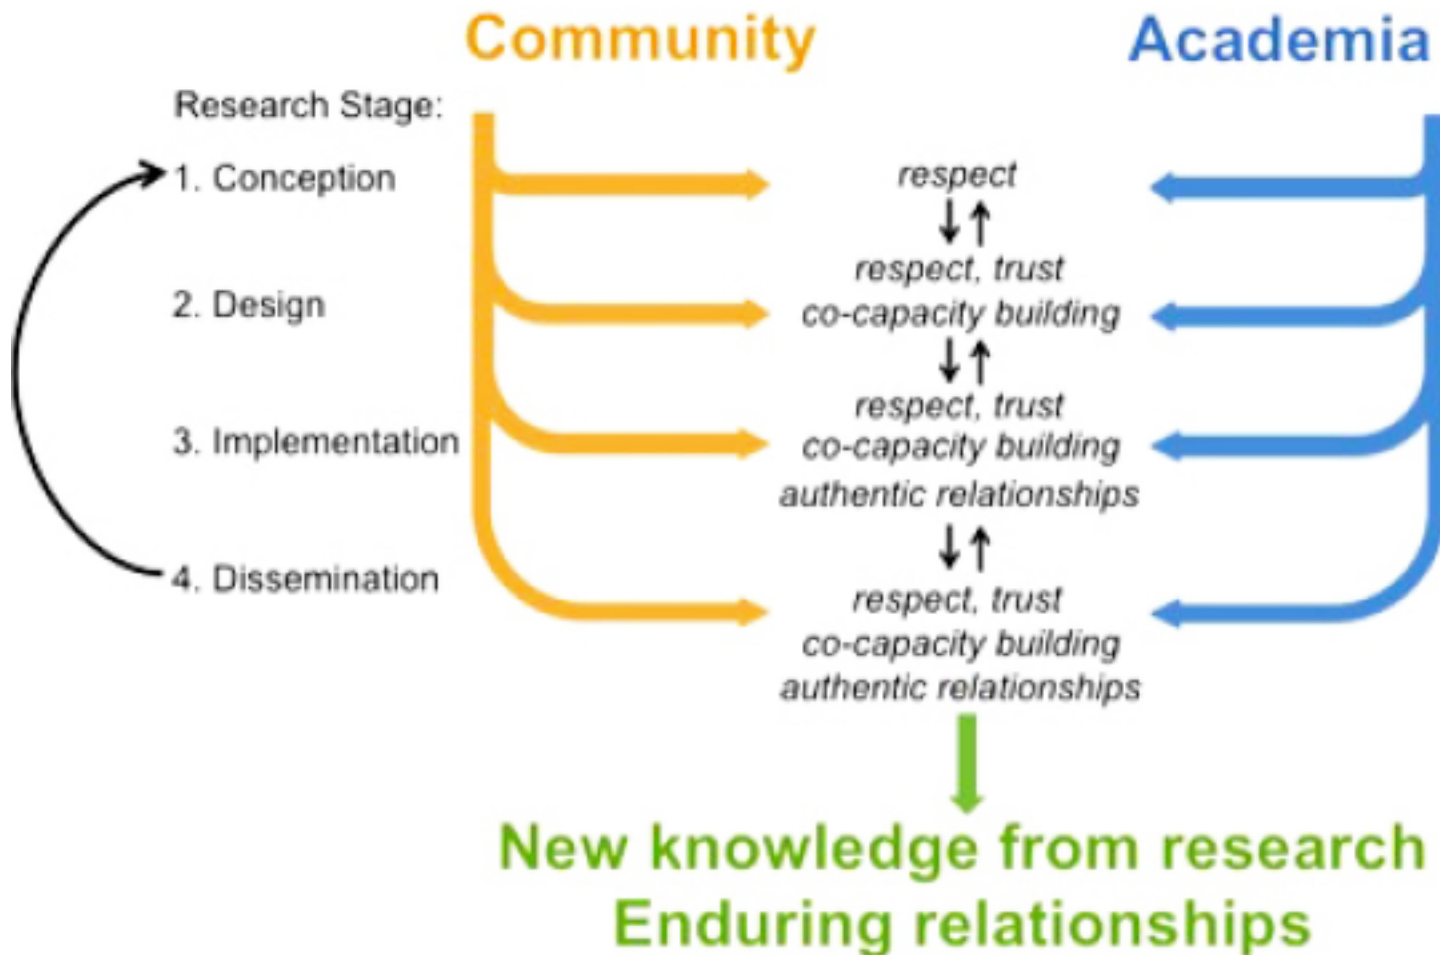 Community
Academia
Research Stage:
1. Conception
respect
respect, trust
2. Design
co-capacity building
respect, trust
3. Implementation
co-capacity building
authentic relationships
4. Dissemination
respect, trust
co-capacity building
authentic relationships
New knowledge from research
Enduring relationships